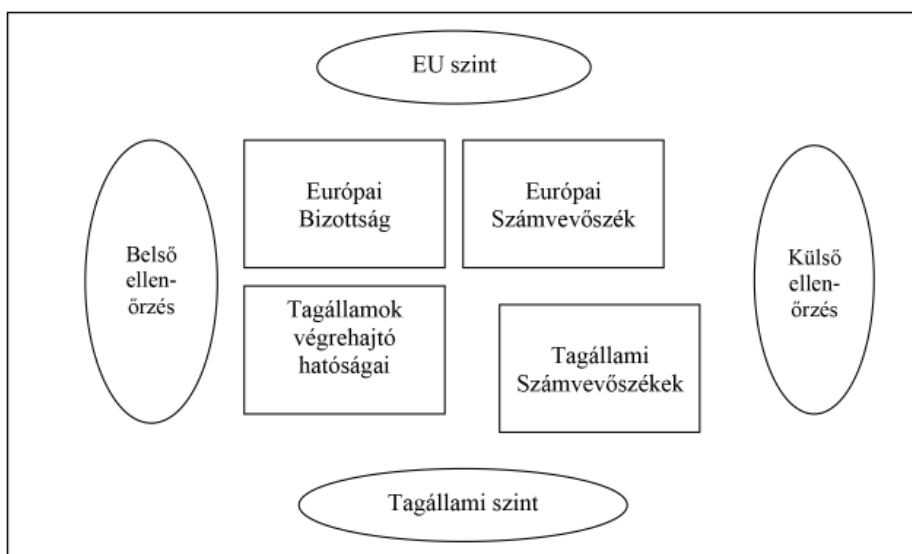 EU szint
Európai
Bizottság
Európai
Számvevőszék
Belső
ellen-
őrzés
Külső
ellen-
őrzés
Tagállamok
végrehajtó
hatóságai
Tagállami
Számvevőszékek
Tagállami szint